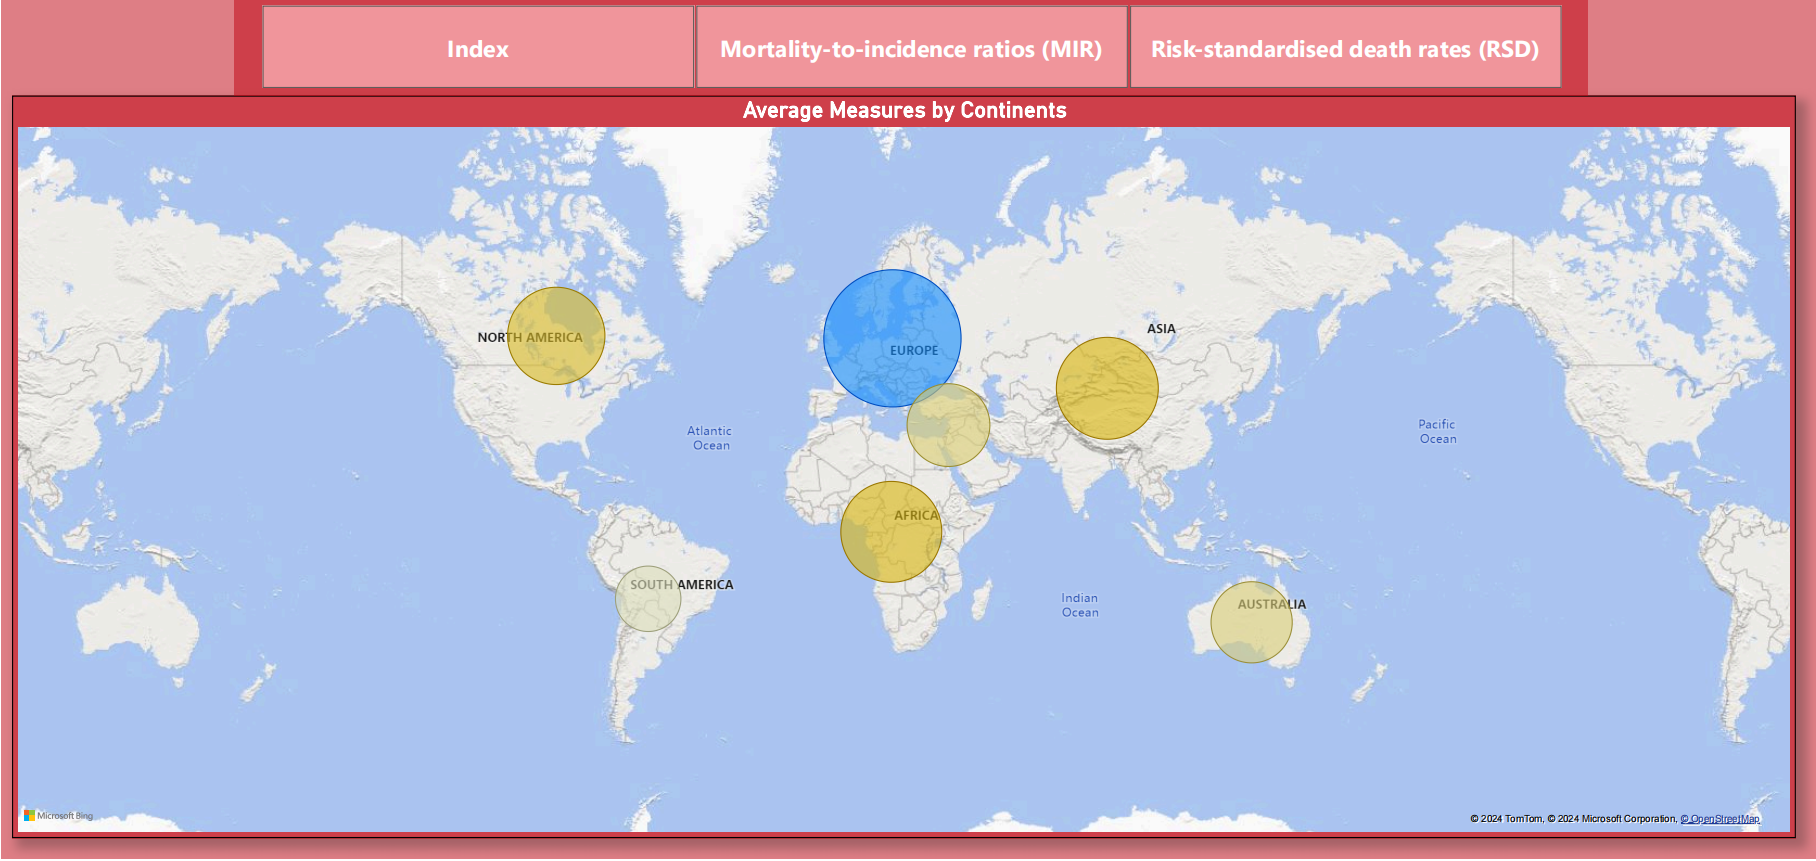 Index
Mortality-to-incidence ratios (MIR)
Risk-standardised death rates (RSD)
Average Measures by Continents
ASIA
NORTH AMERICA
EUROPE
Atlantic
Ocean
Pacific
Ocean
AFRICA
SOUTH AMERICA
Indian
Ocean
AUSTRALIA
Microsoft Bing
© 2024 TomTom, © 2024 Microsoft Corporation, © OpenStreetMap